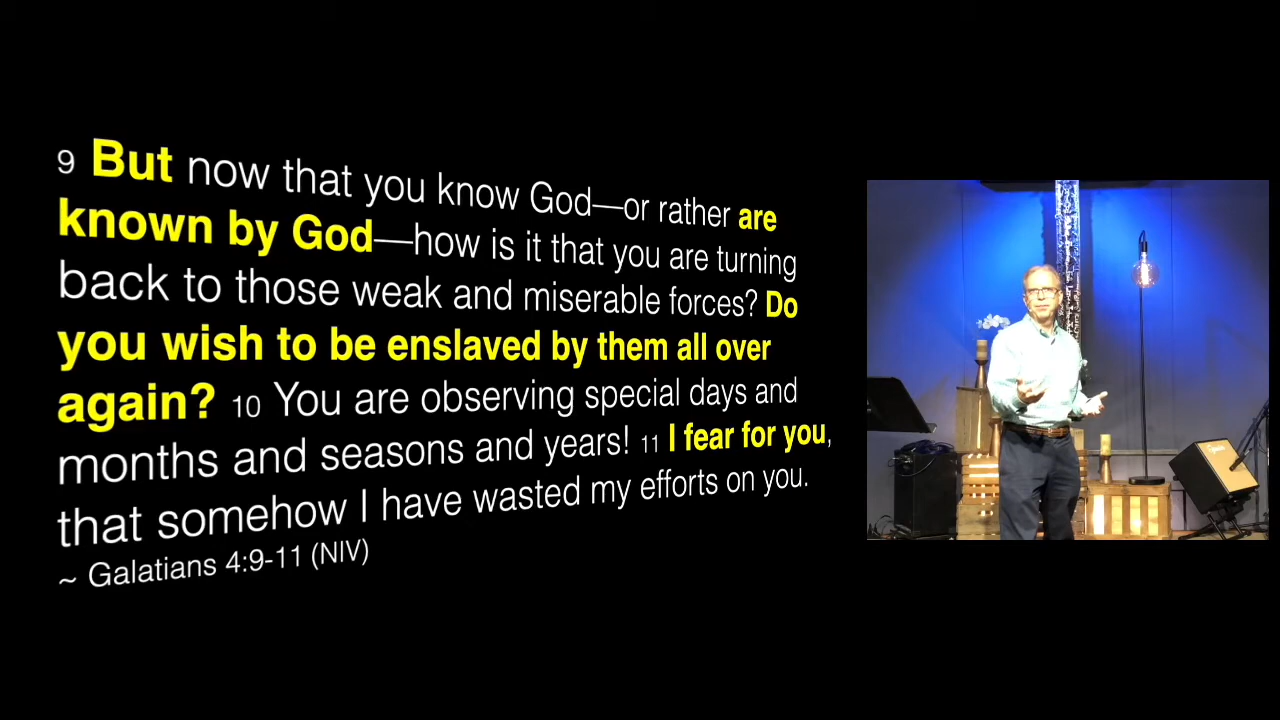 9 But now that you know God—or rather are
known by God—how is it that you are turning
back to those weak and miserable forces? Do
you wish to be enslaved by them all over
again? 10 You are observing special days and
months and seasons and years! 11 I fear for you,
that somehow I have wasted my efforts on you.
~ Galatians 4:9-11 (NIV)